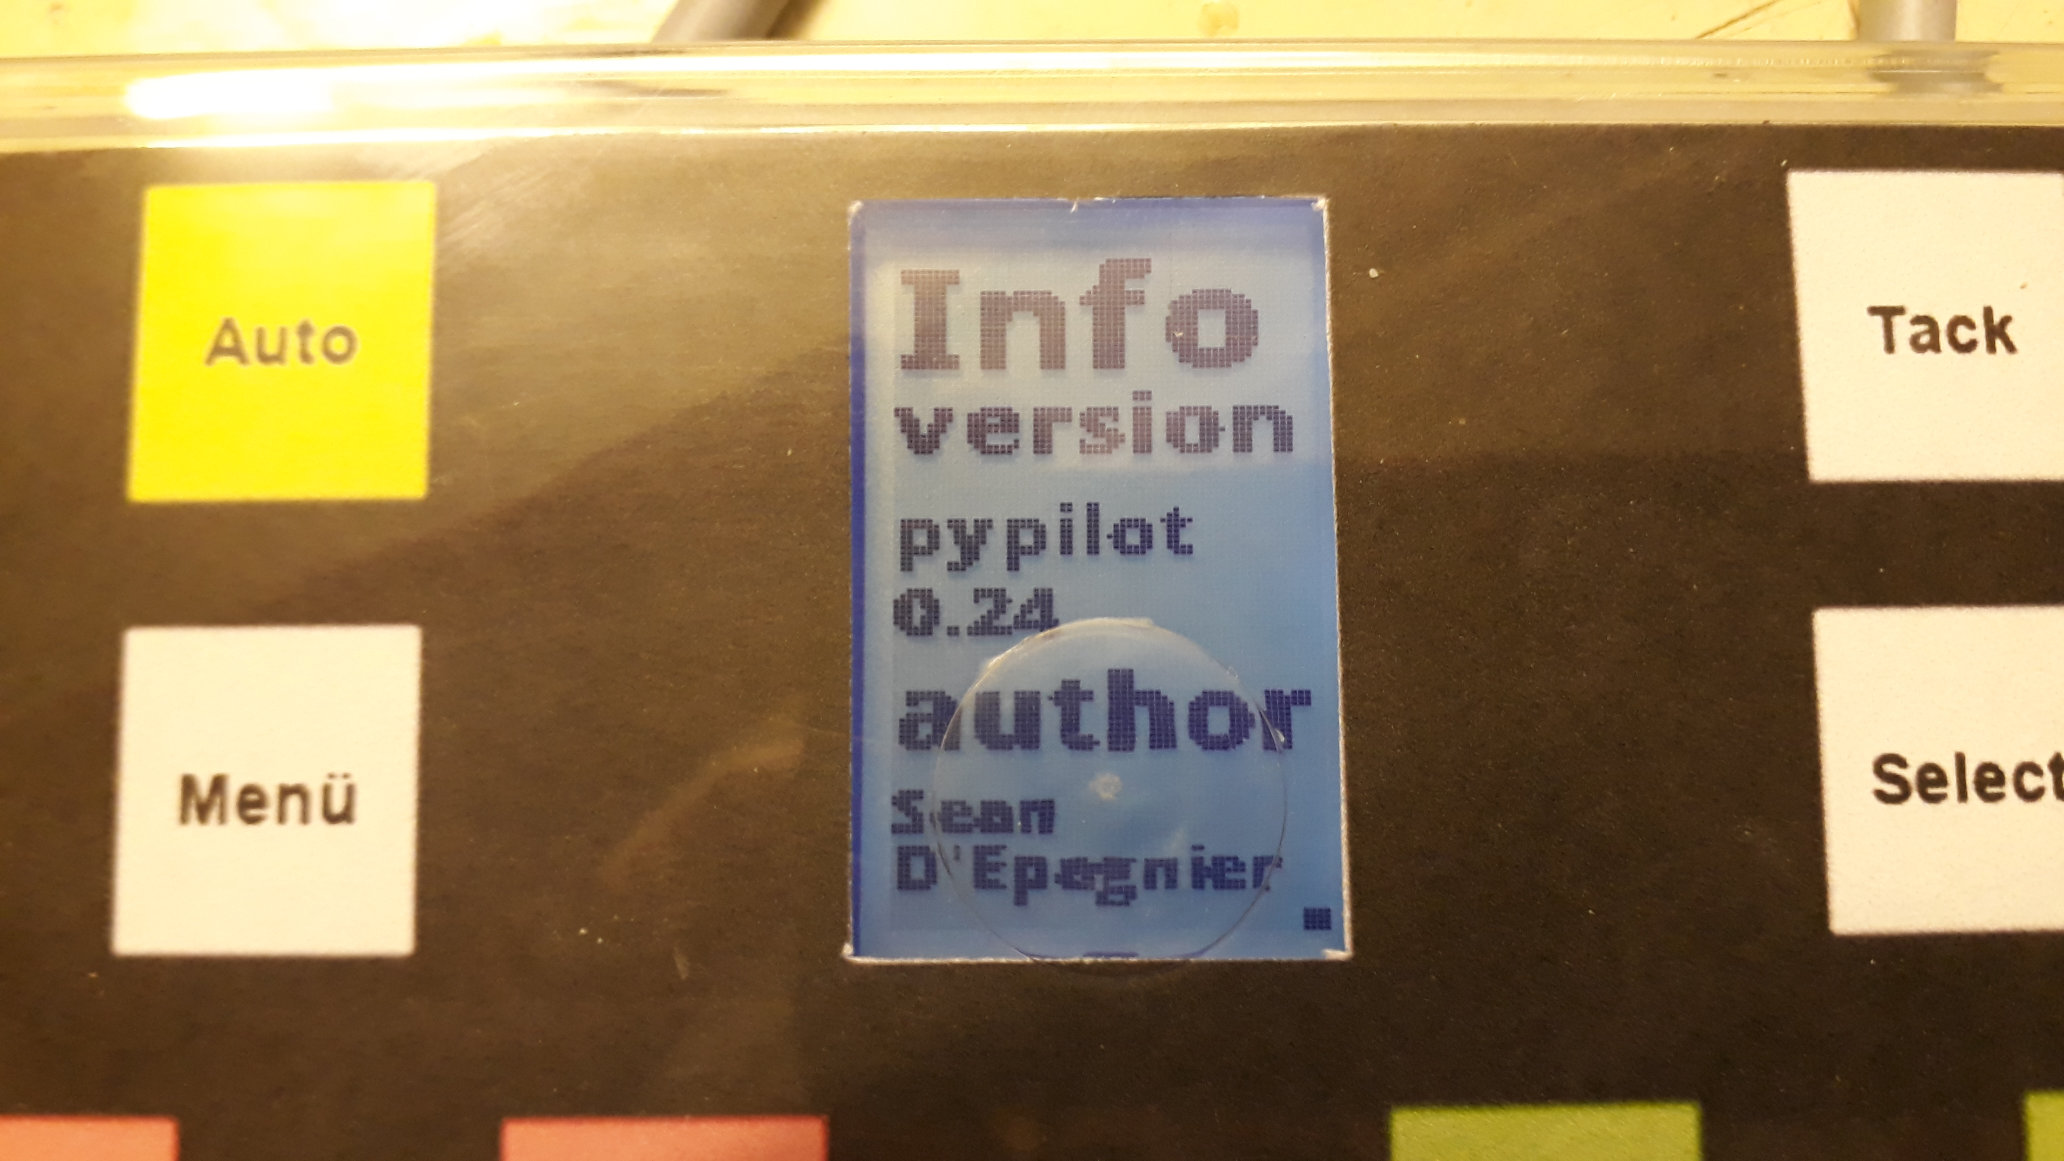 Auto
Info
version
pypilot
0.24
author
Sean
D'Epagnier
Tack
Menü
Select